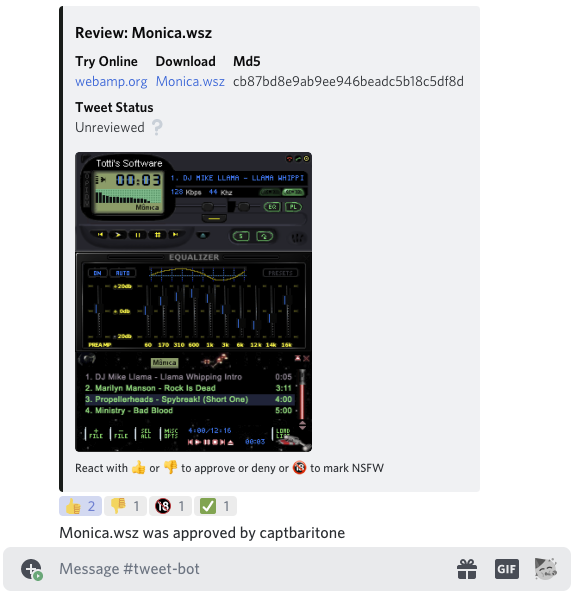 Review: Monica.wsz
Try Online Download Md5
webamp.org Monica.wsz cb87bd8e9ab9ee946beadc5b18c5df8d
Tweet Status
Unreviewed ❔
Totti's Software
00:03
Mònica
1. DJ MIKE LLAMA - LLAMA WHIPPI
128 Kbps 44 Khz
EQ PL
S
EQUALIZER
ON AUTO PRESETS
+20db
+0db
-20db
PREAMP 60 170 310 600 1k 3k 6k 12k 14k 16k
Mònica
1. DJ Mike Llama - Llama Whipping Intro 0:05
2. Marilyn Manson - Rock Is Dead 3:11
3. Propellerheads - Spybreak! (Short One) 4:00
4. Ministry - Bad Blood 5:00
+ FILE - FILE SEL ALL MISC OPTS 4:00/12:16 00:03 LOAD LIST
React with 👍 or 👎 to approve or deny or 🔞 to mark NSFW
👍 2 👎 1 🔞 1 ✅ 1
Monica.wsz was approved by captbaritone
Message #tweet-bot GIF